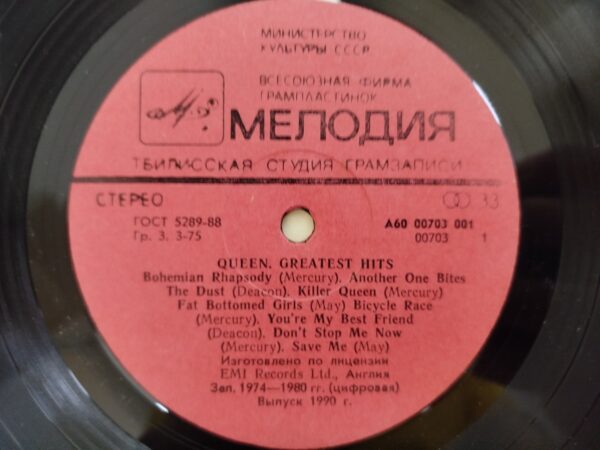 МИНИСТЕРСТВО
КУЛЬТУРЫ СССР
ВСЕСОЮЗНАЯ ФИРМА
ГРАМПЛАСТИНОК
МЕЛОДИЯ
ТБИЛИССКАЯ СТУДИЯ ГРАМЗАПИСИ
СТЕРЕО
33
ГОСТ 5289-88
Гр. 3. 3-75
А60 00703 001
00703 1
QUEEN. GREATEST HITS
Bohemian Rhapsody (Mercury). Another One Bites
The Dust (Deacon). Killer Queen (Mercury)
Fat Bottomed Girls (May) Bicycle Race
(Mercury). You're My Best Friend
(Deacon). Don't Stop Me Now
(Mercury). Save Me (May)
Изготовлено по лицензии
EMI Records Ltd., Англия
Зап. 1974—1980 гг. (цифровая)
Выпуск 1990 г.